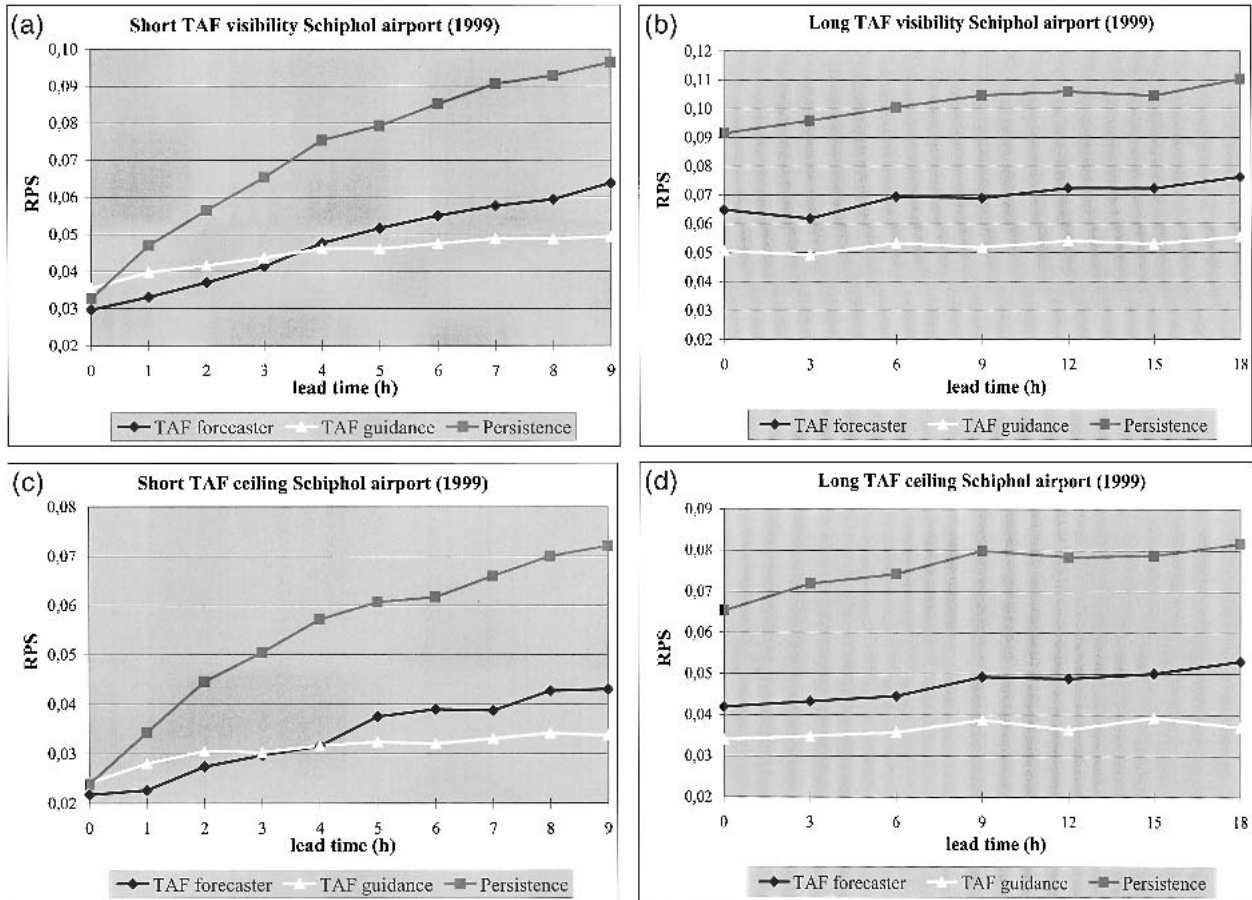 (a) Short TAF visibility Schiphol airport (1999)
0,10
0,09
0,08
0,07
0,06
0,05
0,04
0,03
0,02
RPS
0 1 2 3 4 5 6 7 8 9
lead time (h)
TAF forecaster TAF guidance Persistence
(b) Long TAF visibility Schiphol airport (1999)
0,12
0,11
0,10
0,09
0,08
0,07
0,06
0,05
0,04
0,03
0,02
RPS
0 3 6 9 12 15 18
lead time (h)
TAF forecaster TAF guidance Persistence
(c) Short TAF ceiling Schiphol airport (1999)
0,08
0,07
0,06
0,05
0,04
0,03
0,02
RPS
0 1 2 3 4 5 6 7 8 9
lead time (h)
TAF forecaster TAF guidance Persistence
(d) Long TAF ceiling Schiphol airport (1999)
0,09
0,08
0,07
0,06
0,05
0,04
0,03
0,02
RPS
0 3 6 9 12 15 18
lead time (h)
TAF forecaster TAF guidance Persistence